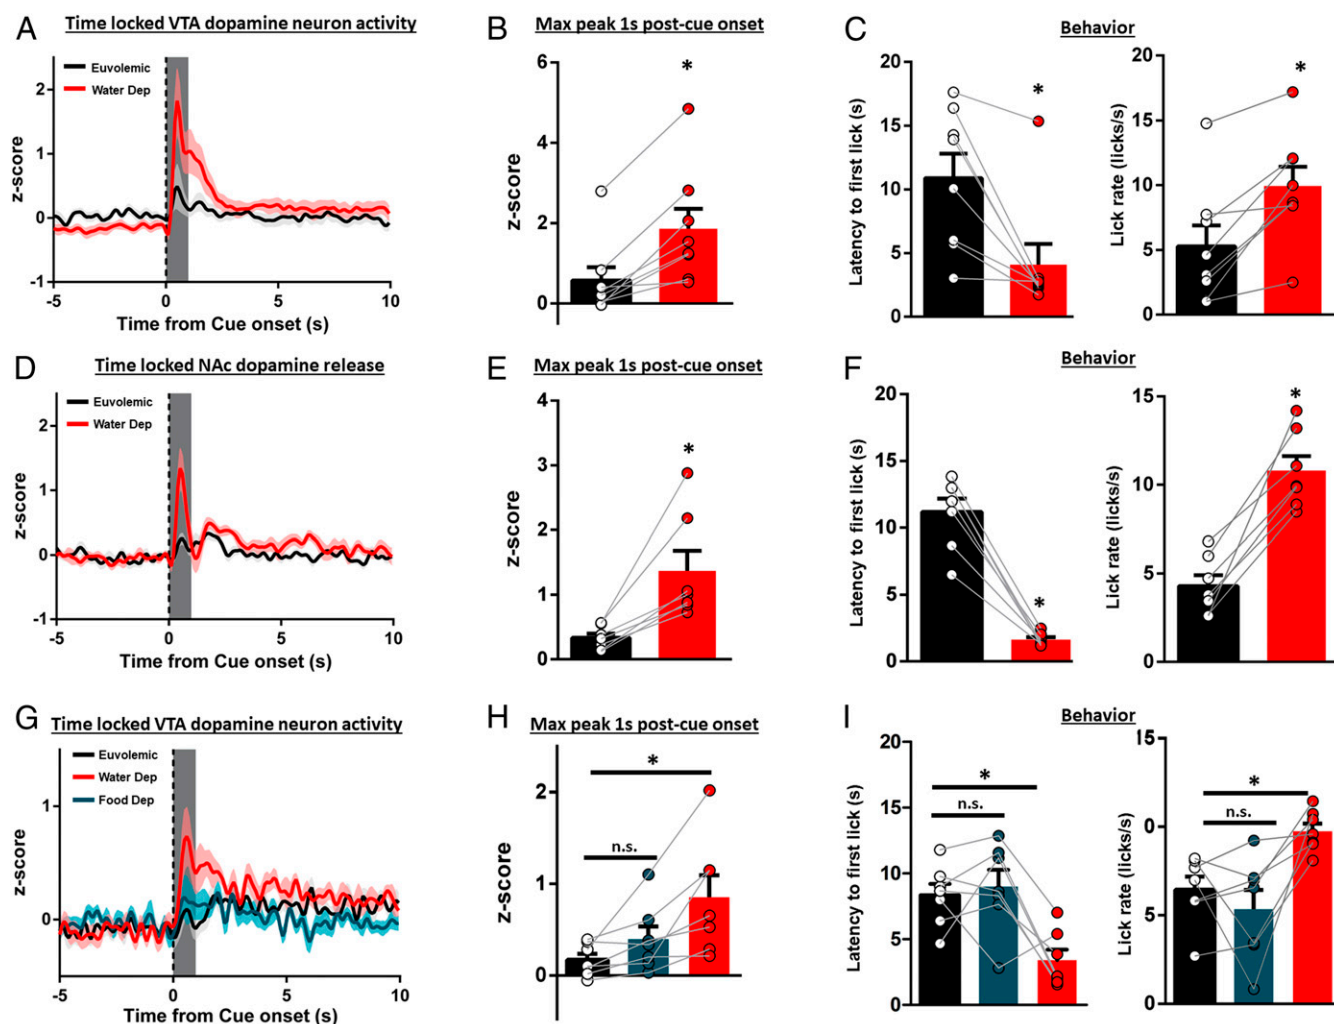 A
Time locked VTA dopamine neuron activity
Euvolemic
Water Dep
z-score
2
1
0
-1
-5
0
5
10
Time from Cue onset (s)
B
Max peak 1s post-cue onset
z-score
6
4
2
0
*
C
Behavior
Latency to first lick (s)
20
15
10
5
0
*
Lick rate (licks/s)
20
15
10
5
0
*
D
Time locked NAc dopamine release
Euvolemic
Water Dep
z-score
2
1
0
-1
-5
0
5
10
Time from Cue onset (s)
E
Max peak 1s post-cue onset
z-score
4
3
2
1
0
*
F
Behavior
Latency to first lick (s)
20
15
10
5
0
*
Lick rate (licks/s)
15
10
5
0
*
G
Time locked VTA dopamine neuron activity
Euvolemic
Water Dep
Food Dep
z-score
1
0
-5
0
5
10
Time from Cue onset (s)
H
Max peak 1s post-cue onset
z-score
2
1
0
*
n.s.
I
Behavior
Latency to first lick (s)
20
15
10
5
0
*
n.s.
Lick rate (licks/s)
15
0
5
0
*
n.s.